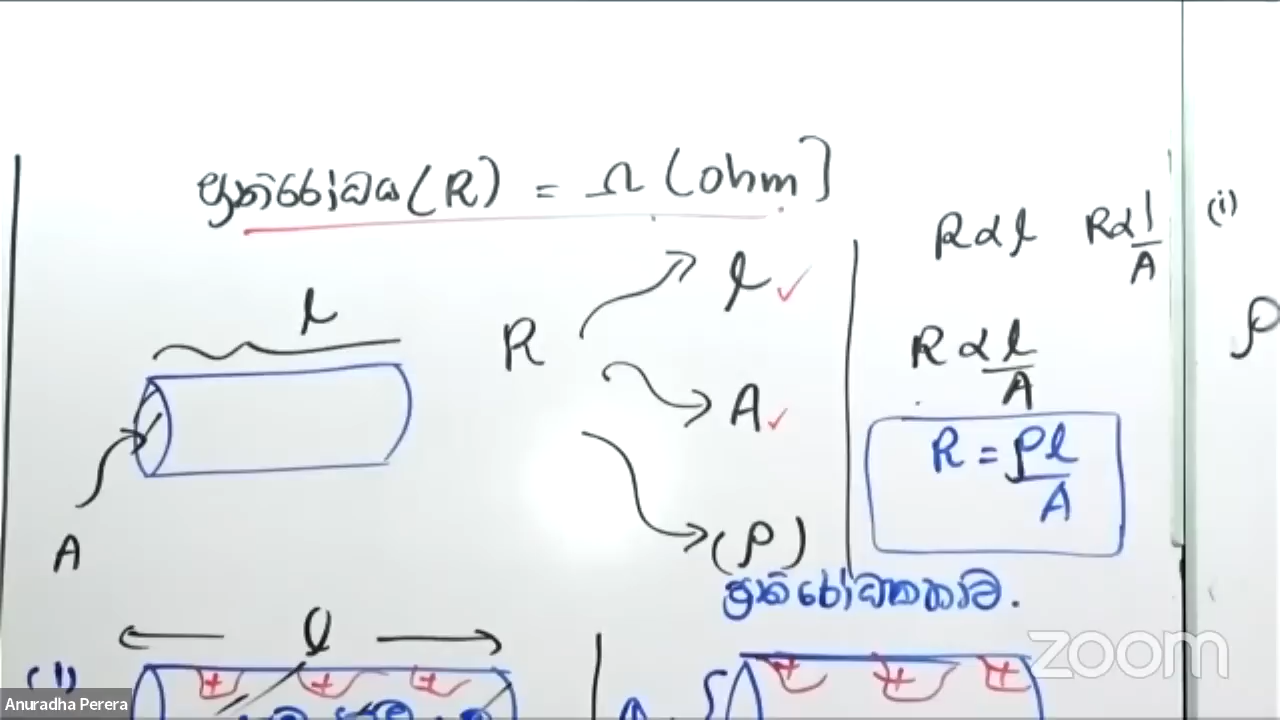 ප්‍රතිරෝධය (R) = Ω (ohm)
l
A
R
l
A
(ρ)
ප්‍රතිරෝධකතාව.
R α l R α 1/A
R α l/A
R = ρl/A
(i)
ρ
l
(1)
+ + +
+ + +
zoom
Anuradha Perera